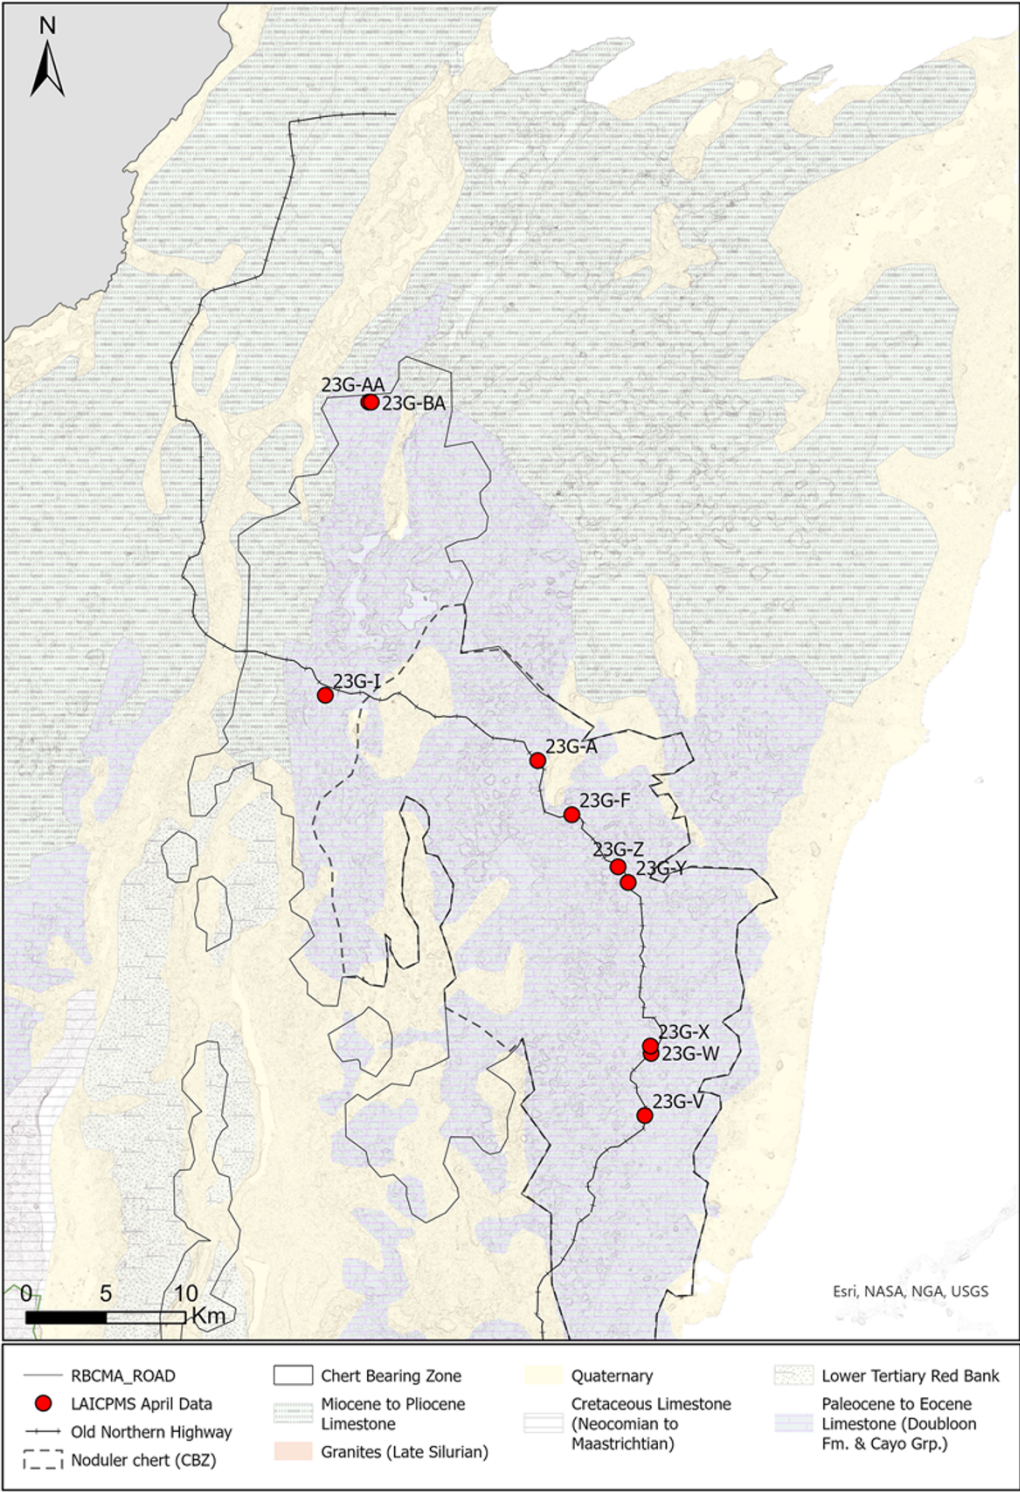 N
23G-AA
23G-BA
23G-I
23G-A
23G-F
23G-Z
23G-Y
23G-X
23G-W
23G-V
0 5 10
Km
Esri, NASA, NGA, USGS
RBCMA_ROAD
LAICPMS April Data
Old Northern Highway
Noduler chert (CBZ)
Chert Bearing Zone
Miocene to Pliocene
Limestone
Granites (Late Silurian)
Quaternary
Cretaceous Limestone
(Neocomian to
Maastrichtian)
Lower Tertiary Red Bank
Paleocene to Eocene
Limestone (Doubloon
Fm. & Cayo Grp.)